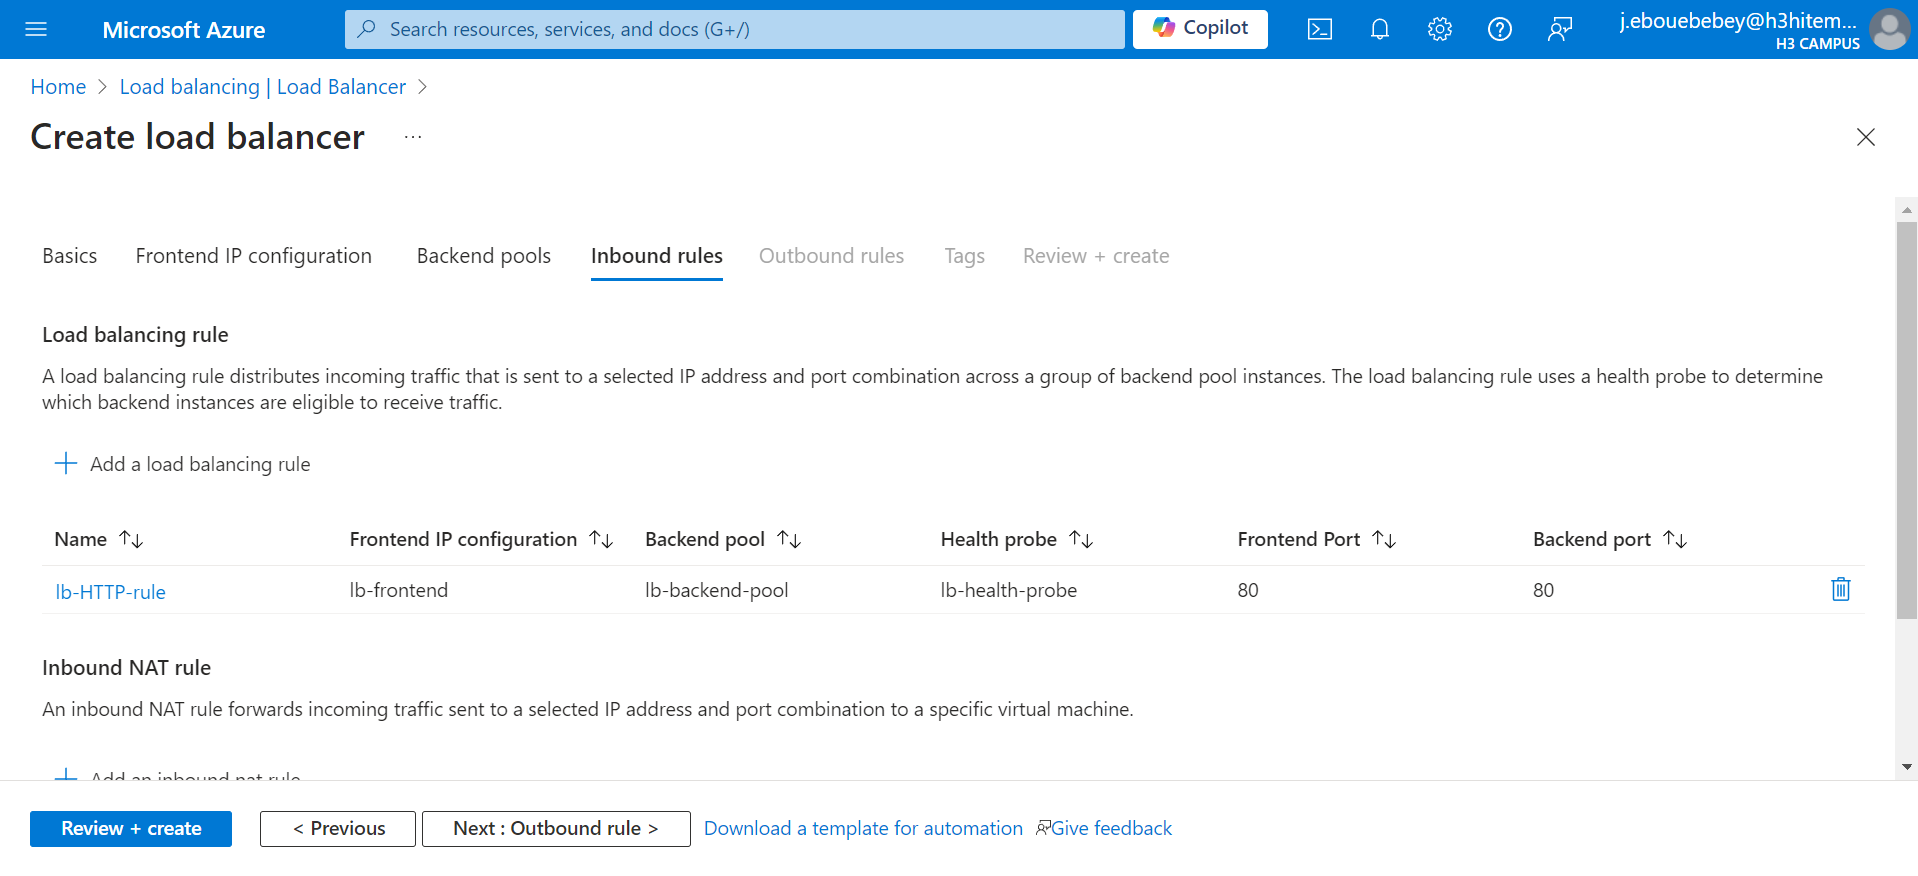 Microsoft Azure
Search resources, services, and docs (G+/)
Copilot
j.ebouebebey@h3hitem...
H3 CAMPUS
Home > Load balancing | Load Balancer >
Create load balancer ...
Basics Frontend IP configuration Backend pools Inbound rules Outbound rules Tags Review + create
Load balancing rule
A load balancing rule distributes incoming traffic that is sent to a selected IP address and port combination across a group of backend pool instances. The load balancing rule uses a health probe to determine
which backend instances are eligible to receive traffic.
+ Add a load balancing rule
Name ↑↓ Frontend IP configuration ↑↓ Backend pool ↑↓ Health probe ↑↓ Frontend Port ↑↓ Backend port ↑↓
lb-HTTP-rule lb-frontend lb-backend-pool lb-health-probe 80 80
Inbound NAT rule
An inbound NAT rule forwards incoming traffic sent to a selected IP address and port combination to a specific virtual machine.
+ Add an inbound nat rule
Review + create < Previous Next : Outbound rule > Download a template for automation Give feedback